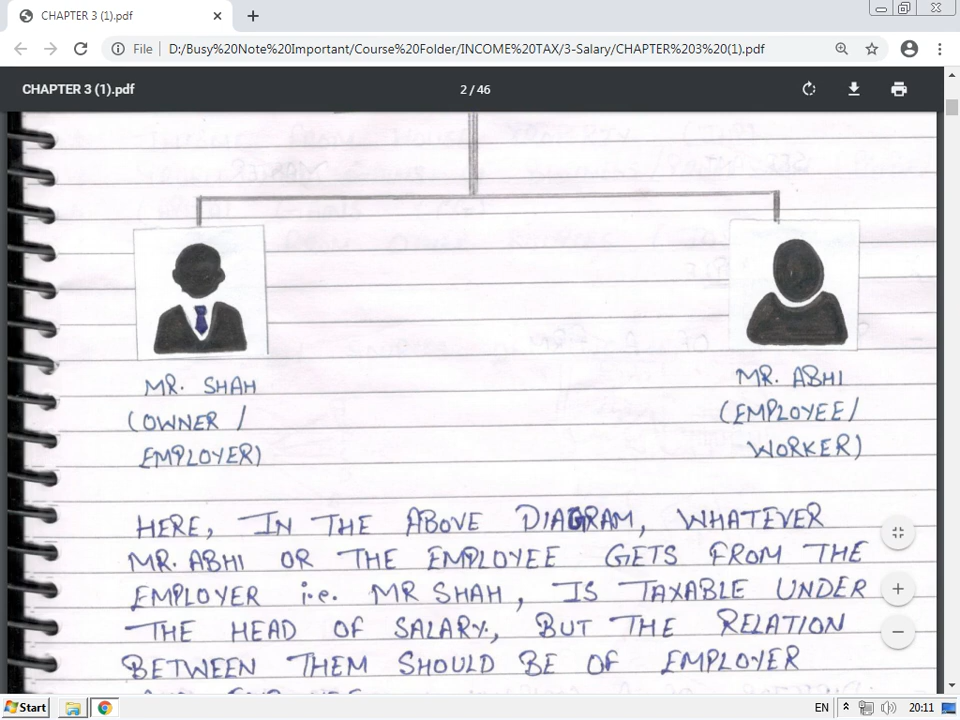 CHAPTER 3 (1).pdf
File D:/Busy%20Note%20Important/Course%20Folder/INCOME%20TAX/3-Salary/CHAPTER%203%20(1).pdf
CHAPTER 3 (1).pdf 2 / 46
MR. SHAH
(OWNER /
EMPLOYER)
MR. ABHI
(EMPLOYEE/
WORKER)
HERE, IN THE ABOVE DIAGRAM, WHATEVER
MR. ABHI OR THE EMPLOYEE GETS FROM THE
EMPLOYER i.e. MR SHAH, IS TAXABLE UNDER
THE HEAD OF SALARY., BUT THE RELATION
BETWEEN THEM SHOULD BE OF EMPLOYER
Start EN 20:11